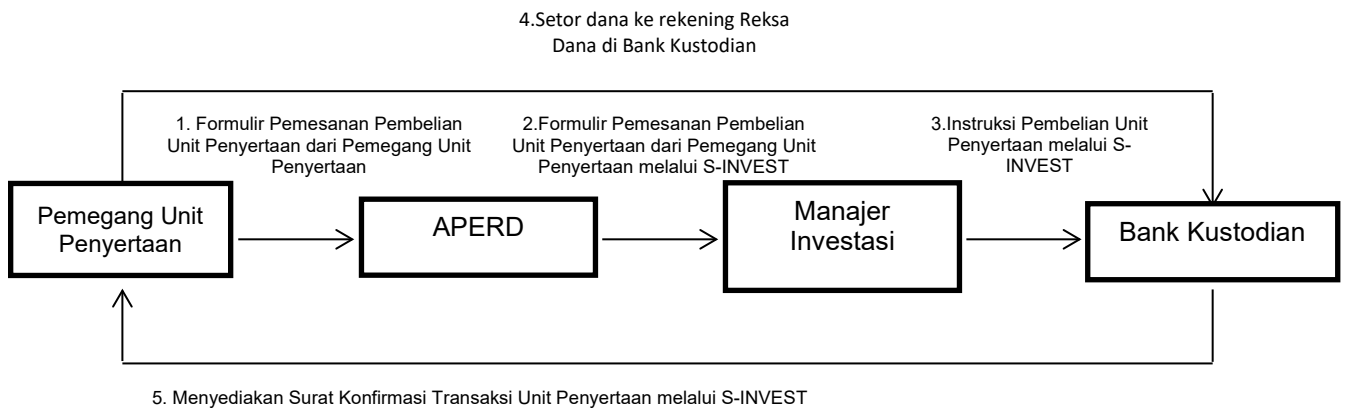 4.Setor dana ke rekening Reksa
Dana di Bank Kustodian
1. Formulir Pemesanan Pembelian
Unit Penyertaan dari Pemegang Unit
Penyertaan
2.Formulir Pemesanan Pembelian
Unit Penyertaan dari Pemegang Unit
Penyertaan melalui S-INVEST
3.Instruksi Pembelian Unit
Penyertaan melalui S-
INVEST
Pemegang Unit
Penyertaan
APERD
Manajer
Investasi
Bank Kustodian
5. Menyediakan Surat Konfirmasi Transaksi Unit Penyertaan melalui S-INVEST